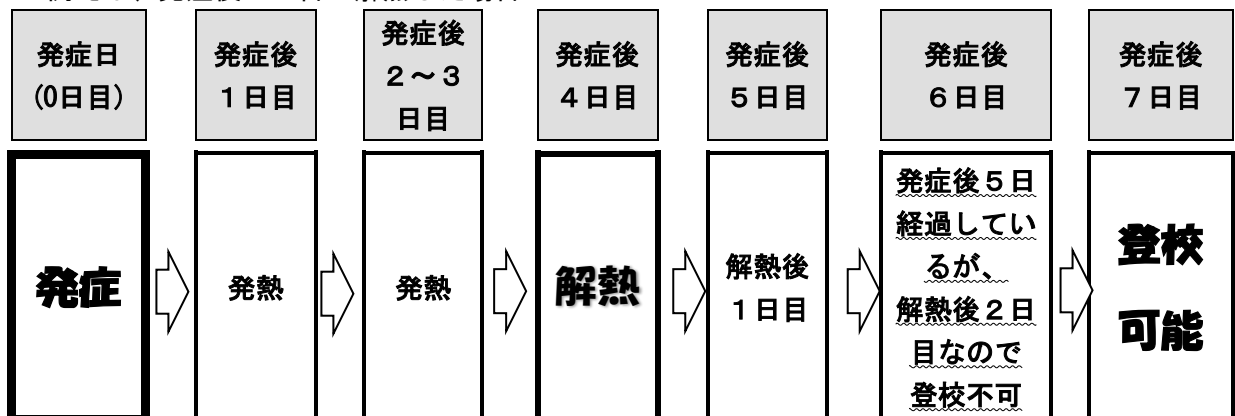 発症日
(0日目)
発症後
１日目
発症後
２～３
日目
発症後
４日目
発症後
５日目
発症後
６日目
発症後
７日目
発症
発熱
発熱
解熱
解熱後
１日目
発症後５日
経過してい
るが、
解熱後２日
目なので
登校不可
登校
可能